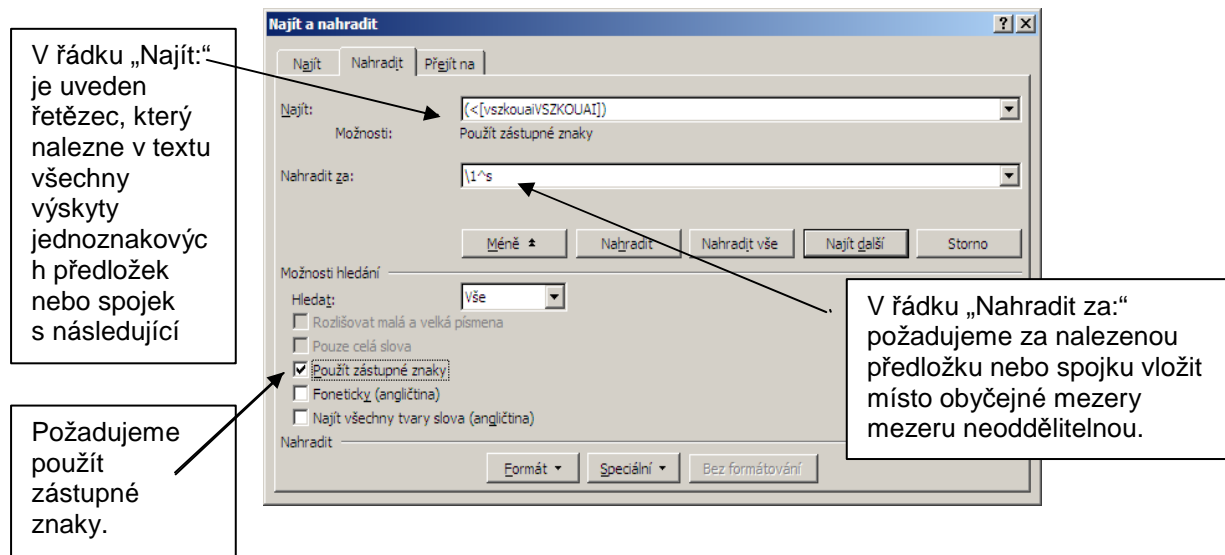 V řádku „Najít:“
je uveden
řetězec, který
nalezne v textu
všechny
výskyty
jednoznakovýc
h předložek
nebo spojek
s následující
Požadujeme
použít
zástupné
znaky.
Najít a nahradit
Najít Nahradit Přejít na
Najít: (<[vszkouaiVSZKOUAI])
Možnosti: Použít zástupné znaky
Nahradit za: \1^s
Méně Nahradit Nahradit vše Najít další Storno
Možnosti hledání
Hledat: Vše
Rozlišovat malá a velká písmena
Pouze celá slova
Použít zástupné znaky
Foneticky (angličtina)
Najít všechny tvary slova (angličtina)
Nahradit
Formát Speciální Bez formátování
V řádku „Nahradit za:“
požadujeme za nalezenou
předložku nebo spojku vložit
místo obyčejné mezery
mezeru neoddělitelnou.